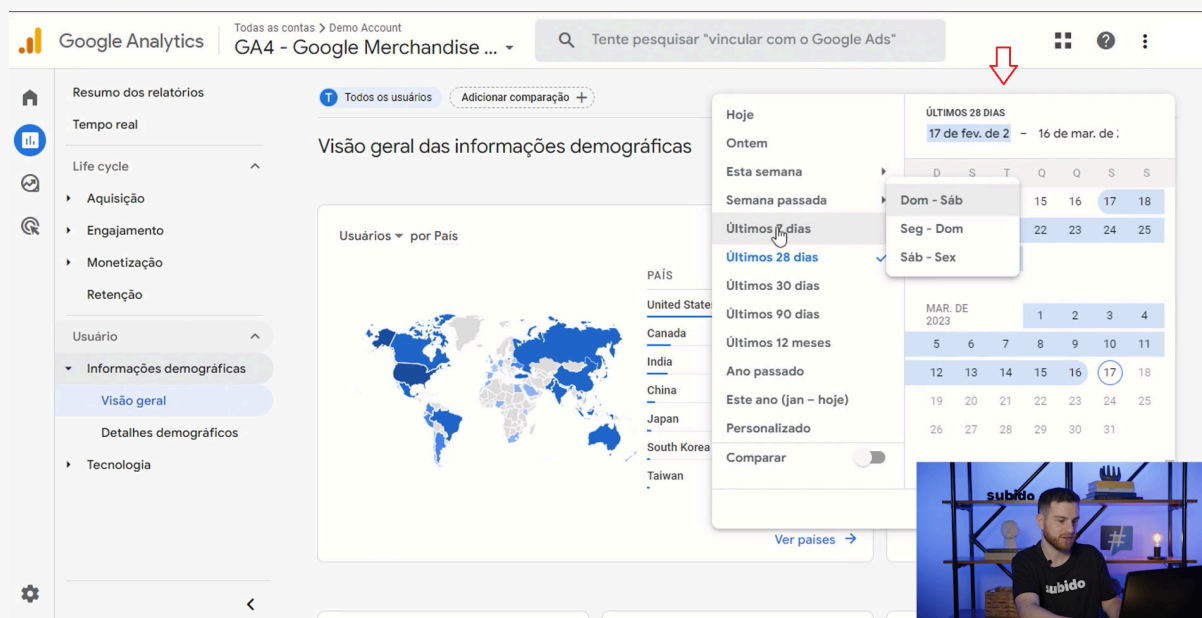 Google Analytics
Todas as contas > Demo Account
GA4 - Google Merchandise ...
Tente pesquisar "vincular com o Google Ads"
Resumo dos relatórios
Tempo real
Life cycle
Aquisição
Engajamento
Monetização
Retenção
Usuário
Informações demográficas
Visão geral
Detalhes demográficos
Tecnologia
T Todos os usuários
Adicionar comparação +
Visão geral das informações demográficas
Usuários por País
PAÍS
United States
Canada
India
China
Japan
South Korea
Taiwan
Ver países
Hoje
Ontem
Esta semana
Semana passada
Últimos 7 dias
Últimos 28 dias
Últimos 30 dias
Últimos 90 dias
Últimos 12 meses
Ano passado
Este ano (jan – hoje)
Personalizado
Comparar
Dom - Sáb
Seg - Dom
Sáb - Sex
ÚLTIMOS 28 DIAS
17 de fev. de 2 – 16 de mar. de
D S T Q Q S S
15 16 17 18
22 23 24 25
MAR. DE
2023
1 2 3 4
5 6 7 8 9 10 11
12 13 14 15 16 17 18
19 20 21 22 23 24 25
26 27 28 29 30 31
subido
#
subido